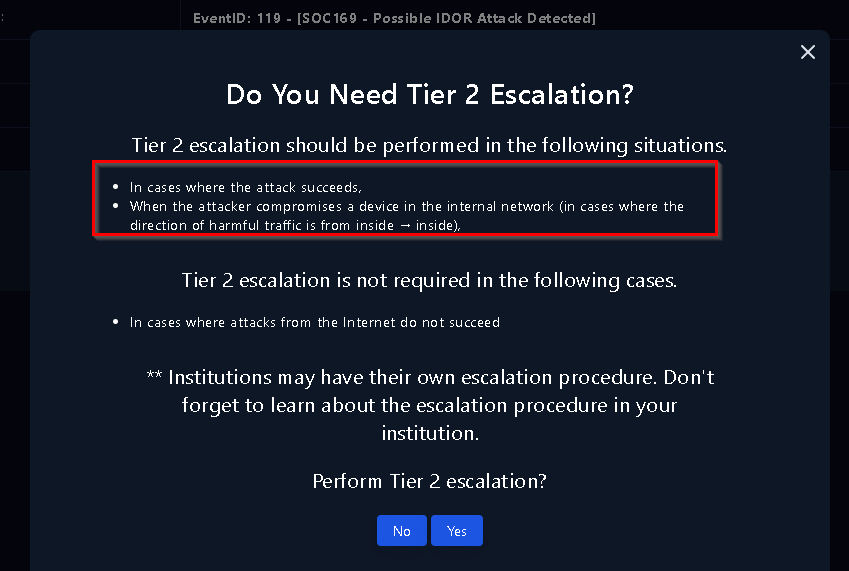 EventID: 119 - [SOC169 - Possible IDOR Attack Detected]
Do You Need Tier 2 Escalation?
Tier 2 escalation should be performed in the following situations.
• In cases where the attack succeeds,
• When the attacker compromises a device in the internal network (in cases where the
direction of harmful traffic is from inside → inside),
Tier 2 escalation is not required in the following cases.
• In cases where attacks from the Internet do not succeed
** Institutions may have their own escalation procedure. Don't
forget to learn about the escalation procedure in your
institution.
Perform Tier 2 escalation?
No Yes